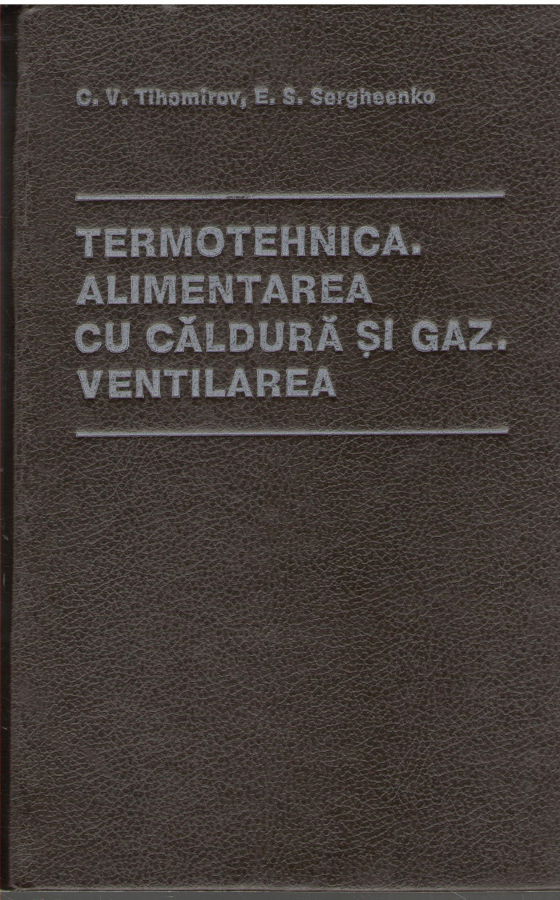 C. V. Tihomirov, E. S. Sergheenko
TERMOTEHNICA.
ALIMENTAREA
CU CĂLDURĂ ȘI GAZ.
VENTILAREA